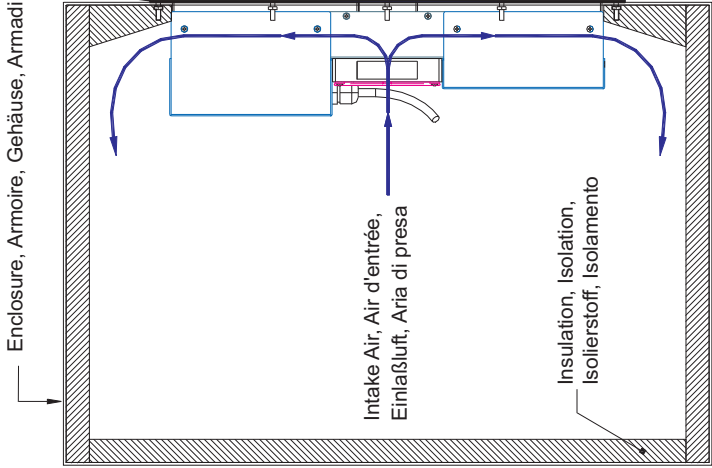 Enclosure, Armoire, Gehäuse, Armadi
Intake Air, Air d'entrée,
Einlaßluft, Aria di presa
Insulation, Isolation,
Isolierstoff, Isolamento